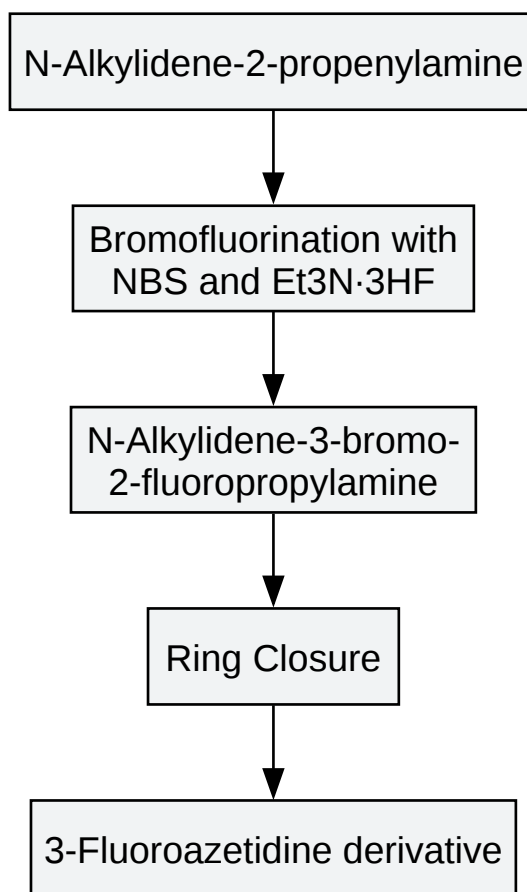 N-Alkylidene-2-propenylamine
Bromofluorination with
NBS and Et3N·3HF
N-Alkylidene-3-bromo-
2-fluoropropylamine
Ring Closure
3-Fluoroazetidine derivative